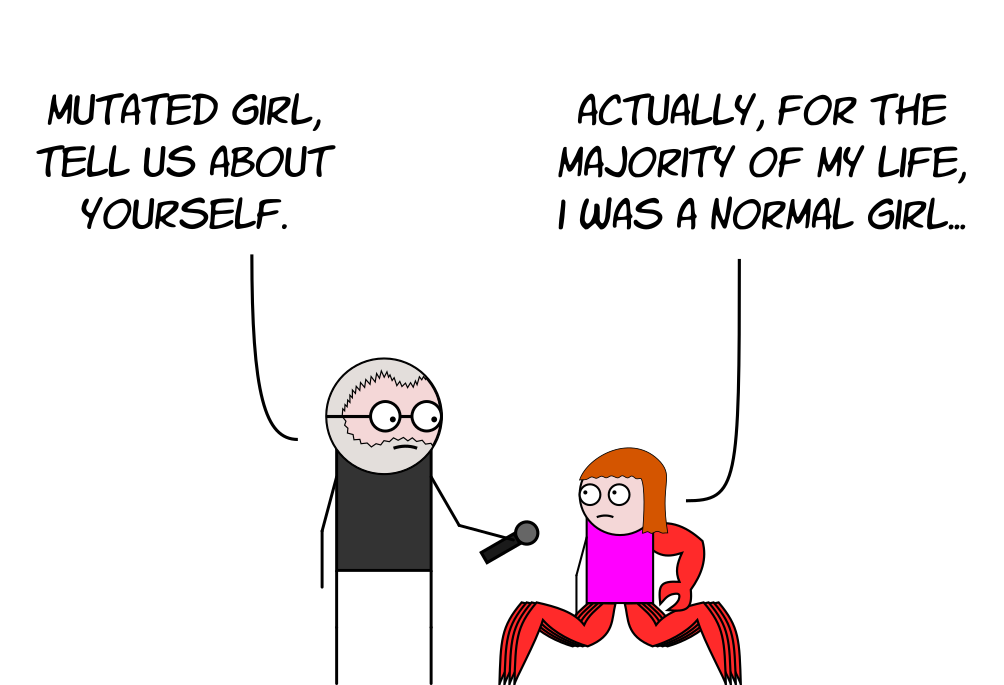 MUTATED GIRL,
TELL US ABOUT
YOURSELF.
ACTUALLY, FOR THE
MAJORITY OF MY LIFE,
I WAS A NORMAL GIRL...